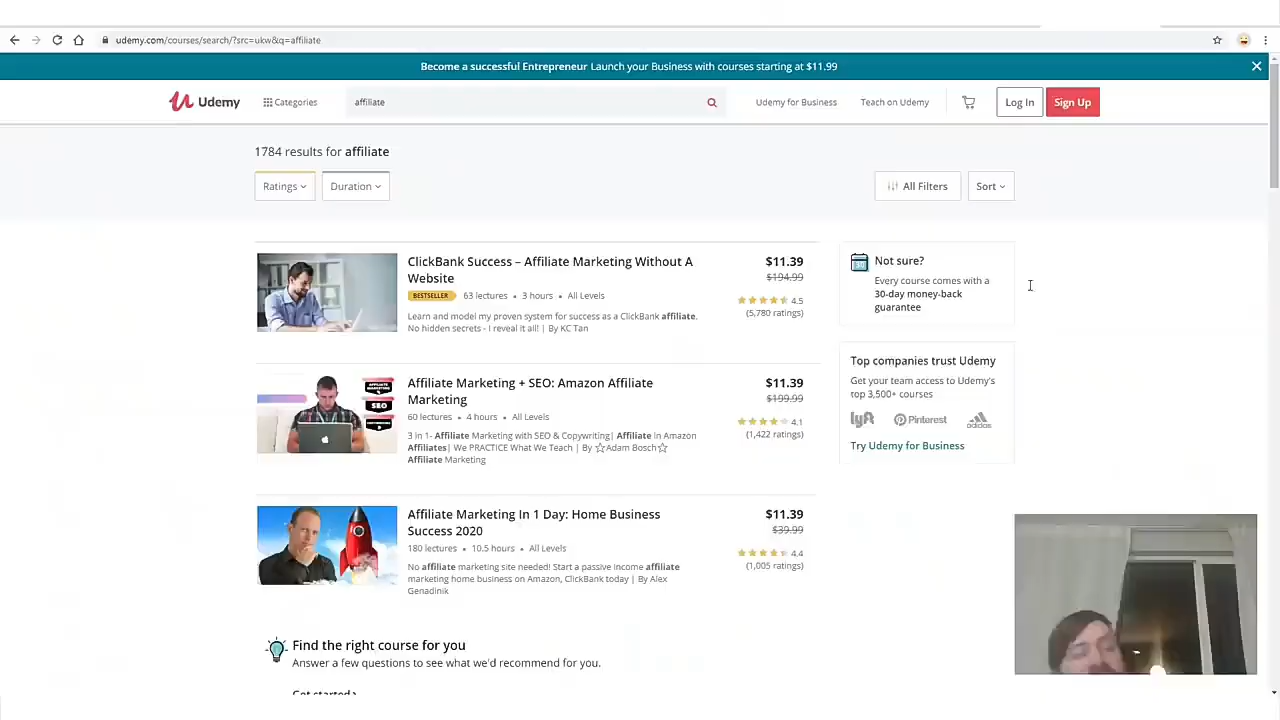 udemy.com/courses/search/?src=ukw&q=affiliate
Become a successful Entrepreneur Launch your Business with courses starting at $11.99
Udemy
Categories
affiliate
Udemy for Business
Teach on Udemy
Log In
Sign Up
1784 results for affiliate
Ratings
Duration
All Filters
Sort
ClickBank Success – Affiliate Marketing Without A
Website
BESTSELLER 63 lectures • 3 hours • All Levels
Learn and model my proven system for success as a ClickBank affiliate.
No hidden secrets - I reveal it all! | By KC Tan
$11.39
$194.99
4.5
(5,780 ratings)
Not sure?
Every course comes with a
30-day money-back
guarantee
Affiliate Marketing + SEO: Amazon Affiliate
Marketing
60 lectures • 4 hours • All Levels
3 in 1- Affiliate Marketing with SEO & Copywriting| Affiliate In Amazon
Affiliates| We PRACTICE What We Teach | By ☆Adam Bosch☆
Affiliate Marketing
$11.39
$199.99
4.1
(1,422 ratings)
SEO
Top companies trust Udemy
Get your team access to Udemy's
top 3,500+ courses
lyft
Pinterest
adidas
Try Udemy for Business
Affiliate Marketing In 1 Day: Home Business
Success 2020
180 lectures • 10.5 hours • All Levels
No affiliate marketing site needed! Start a passive income affiliate
marketing home business on Amazon, ClickBank today | By Alex
Genadinik
$11.39
$39.99
4.4
(1,005 ratings)
Find the right course for you
Answer a few questions to see what we'd recommend for you.
Get started